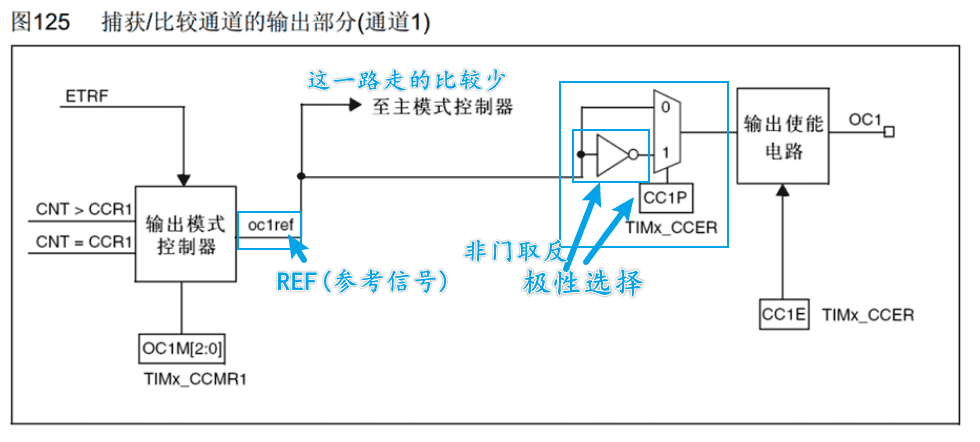 图125 捕获/比较通道的输出部分(通道1)
这一路走的比较少
ETRF
至主模式控制器
0
输出使能
电路
OC1
1
CNT > CCR1
CNT = CCR1
输出模式
控制器
oc1ref
CC1P
TIMx_CCER
非门取反
REF(参考信号)
极性选择
CC1E
TIMx_CCER
OC1M[2:0]
TIMx_CCMR1